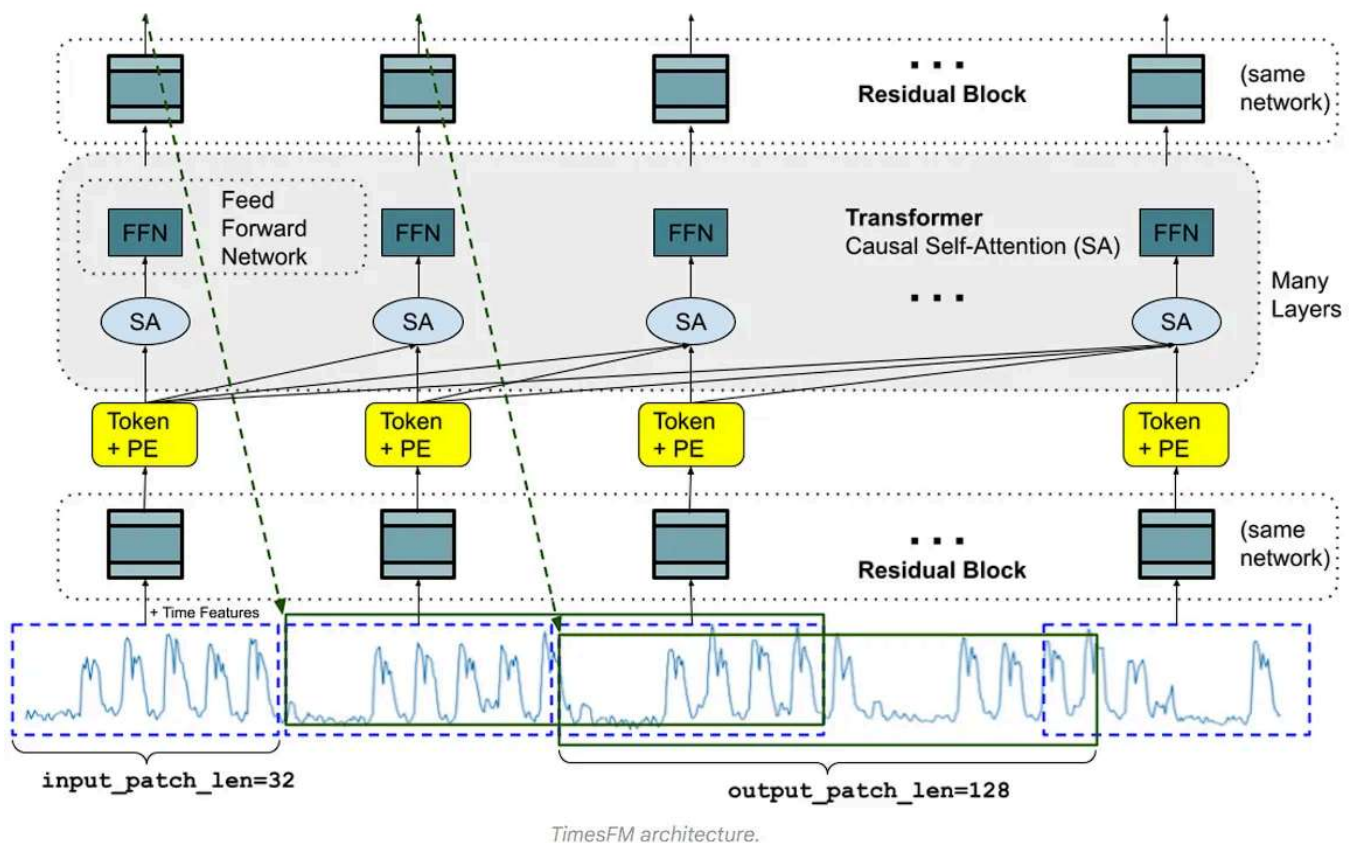 . . .
Residual Block
(same
network)
Feed
Forward
Network
FFN
FFN
FFN
FFN
Transformer
Causal Self-Attention (SA)
. . .
SA
SA
SA
SA
Many
Layers
Token
+ PE
Token
+ PE
Token
+ PE
Token
+ PE
. . .
Residual Block
(same
network)
+ Time Features
input_patch_len=32
output_patch_len=128
TimesFM architecture.